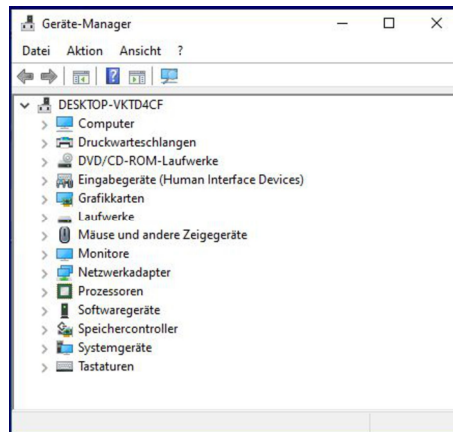 Geräte-Manager
Datei Aktion Ansicht ?
DESKTOP-VKTD4CF
Computer
Druckwarteschlangen
DVD/CD-ROM-Laufwerke
Eingabegeräte (Human Interface Devices)
Grafikkarten
Laufwerke
Mäuse und andere Zeigegeräte
Monitore
Netzwerkadapter
Prozessoren
Softwaregeräte
Speichercontroller
Systemgeräte
Tastaturen